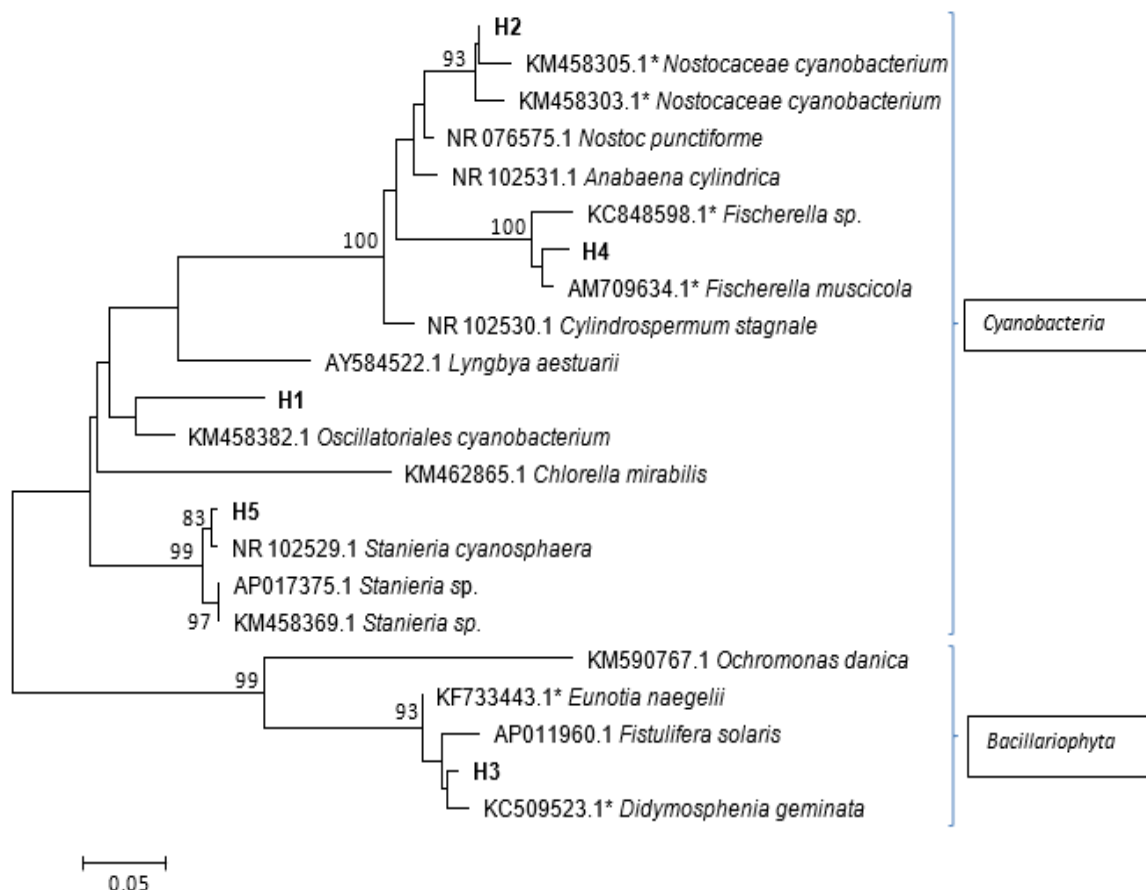 H2
93
KM458305.1* Nostocaceae cyanobacterium
KM458303.1* Nostocaceae cyanobacterium
NR 076575.1 Nostoc punctiforme
NR 102531.1 Anabaena cylindrica
KC848598.1* Fischerella sp.
100
100
H4
AM709634.1* Fischerella muscicola
NR 102530.1 Cylindrospermum stagnale
Cyanobacteria
AY584522.1 Lyngbya aestuarii
H1
KM458382.1 Oscillatoriales cyanobacterium
KM462865.1 Chlorella mirabilis
83
H5
99
NR 102529.1 Stanieria cyanosphaera
AP017375.1 Stanieria sp.
97
KM458369.1 Stanieria sp.
KM590767.1 Ochromonas danica
99
KF733443.1* Eunotia naegelii
93
AP011960.1 Fistulifera solaris
Bacillariophyta
H3
KC509523.1* Didymosphenia geminata
0.05